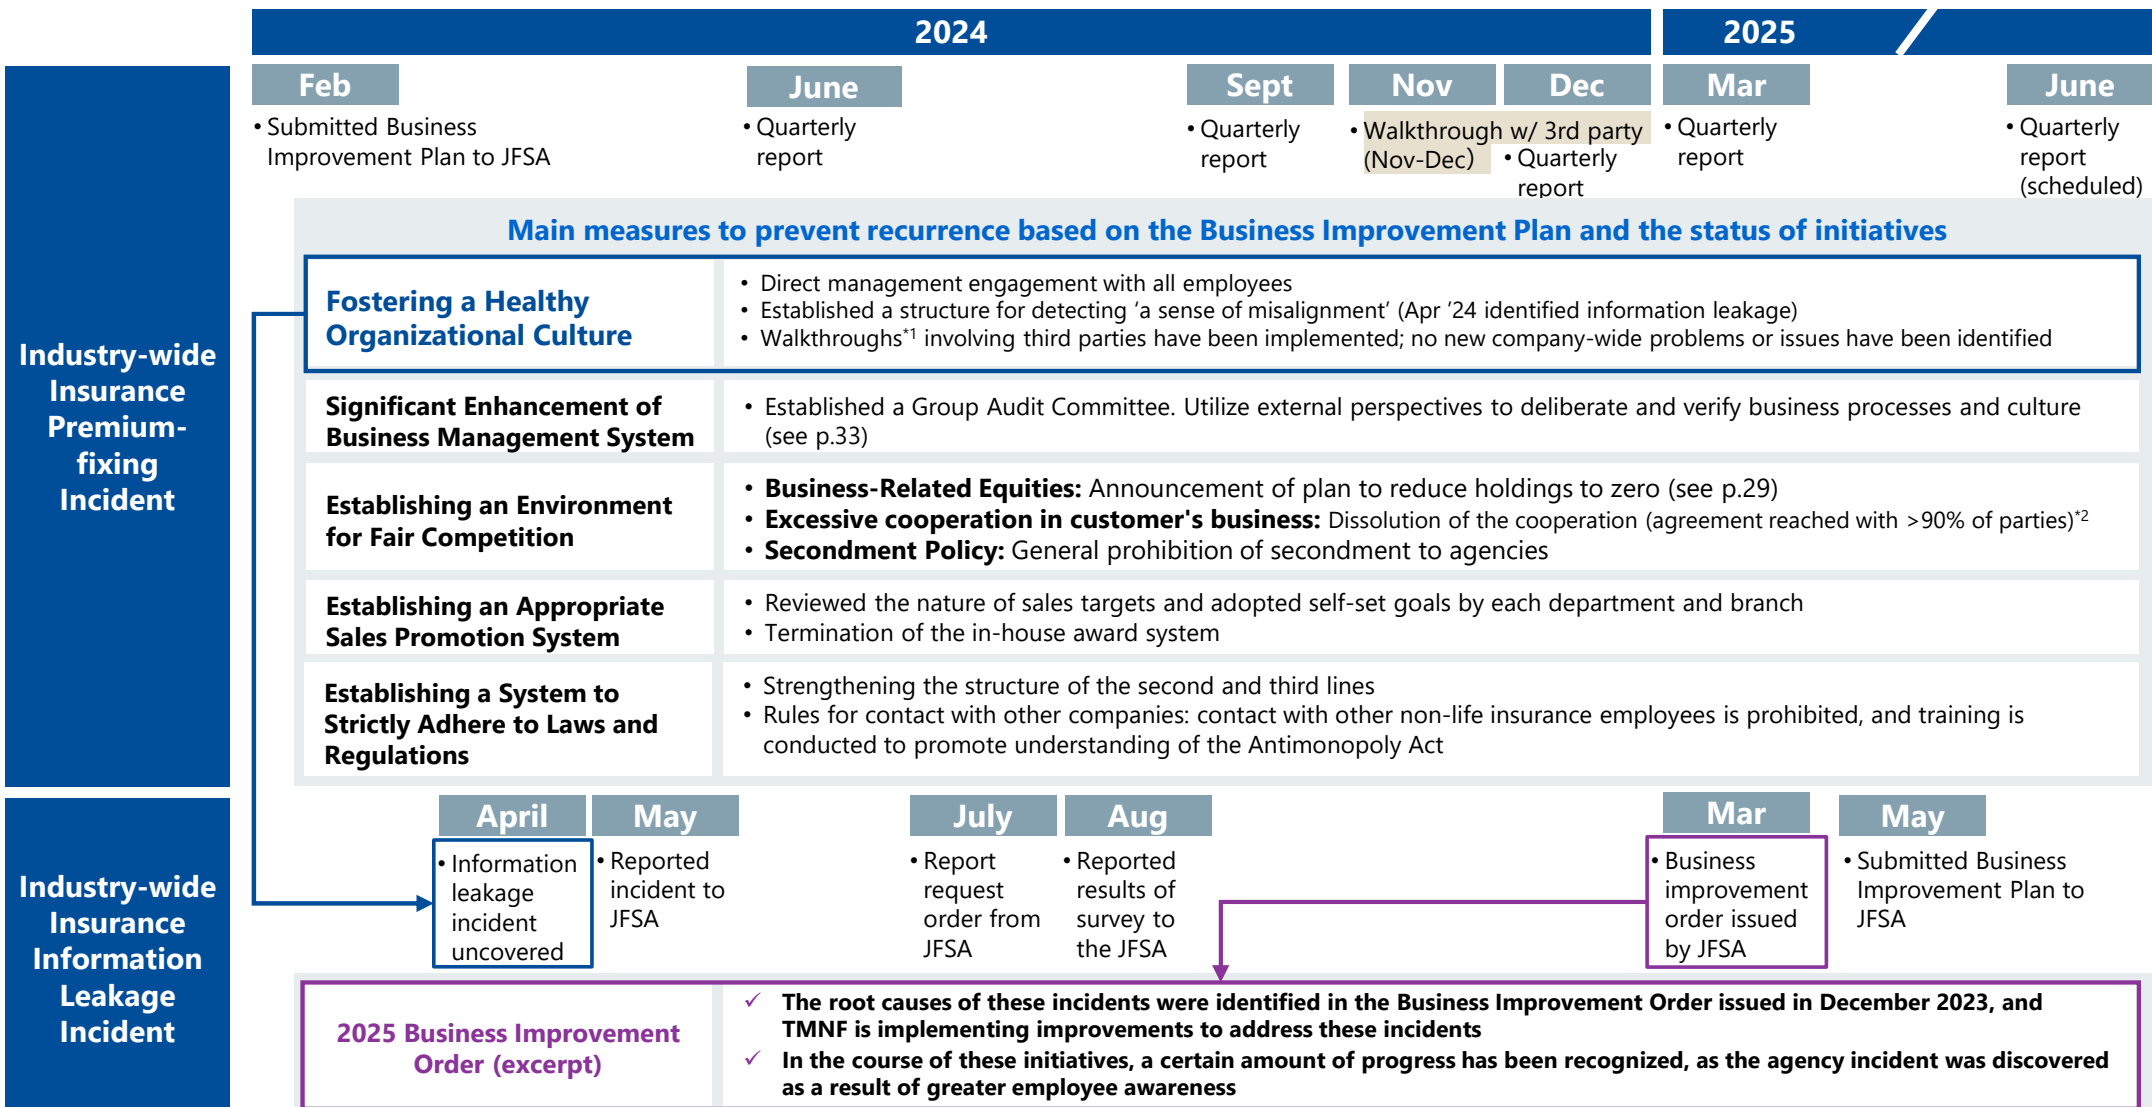 2024
2025
Feb
June
Sept
Nov
Dec
Mar
June
• Submitted Business
Improvement Plan to JFSA
• Quarterly
report
• Quarterly
report
• Walkthrough w/ 3rd party
(Nov-Dec)
• Quarterly
report
• Quarterly
report
• Quarterly
report
(scheduled)
Industry-wide
Insurance
Premium-
fixing
Incident
Main measures to prevent recurrence based on the Business Improvement Plan and the status of initiatives
Fostering a Healthy
Organizational Culture
• Direct management engagement with all employees
• Established a structure for detecting ‘a sense of misalignment’ (Apr ’24 identified information leakage)
• Walkthroughs*1 involving third parties have been implemented; no new company-wide problems or issues have been identified
Significant Enhancement of
Business Management System
• Established a Group Audit Committee. Utilize external perspectives to deliberate and verify business processes and culture
(see p.33)
Establishing an Environment
for Fair Competition
• Business-Related Equities: Announcement of plan to reduce holdings to zero (see p.29)
• Excessive cooperation in customer's business: Dissolution of the cooperation (agreement reached with >90% of parties)*2
• Secondment Policy: General prohibition of secondment to agencies
Establishing an Appropriate
Sales Promotion System
• Reviewed the nature of sales targets and adopted self-set goals by each department and branch
• Termination of the in-house award system
Establishing a System to
Strictly Adhere to Laws and
Regulations
• Strengthening the structure of the second and third lines
• Rules for contact with other companies: contact with other non-life insurance employees is prohibited, and training is
conducted to promote understanding of the Antimonopoly Act
Industry-wide
Insurance
Information
Leakage
Incident
April
May
July
Aug
Mar
May
• Information
leakage
incident
uncovered
• Reported
incident to
JFSA
• Report
request
order from
JFSA
• Reported
results of
survey to
the JFSA
• Business
improvement
order issued
by JFSA
• Submitted Business
Improvement Plan to
JFSA
2025 Business Improvement
Order (excerpt)
✓ The root causes of these incidents were identified in the Business Improvement Order issued in December 2023, and
TMNF is implementing improvements to address these incidents
✓ In the course of these initiatives, a certain amount of progress has been recognized, as the agency incident was discovered
as a result of greater employee awareness